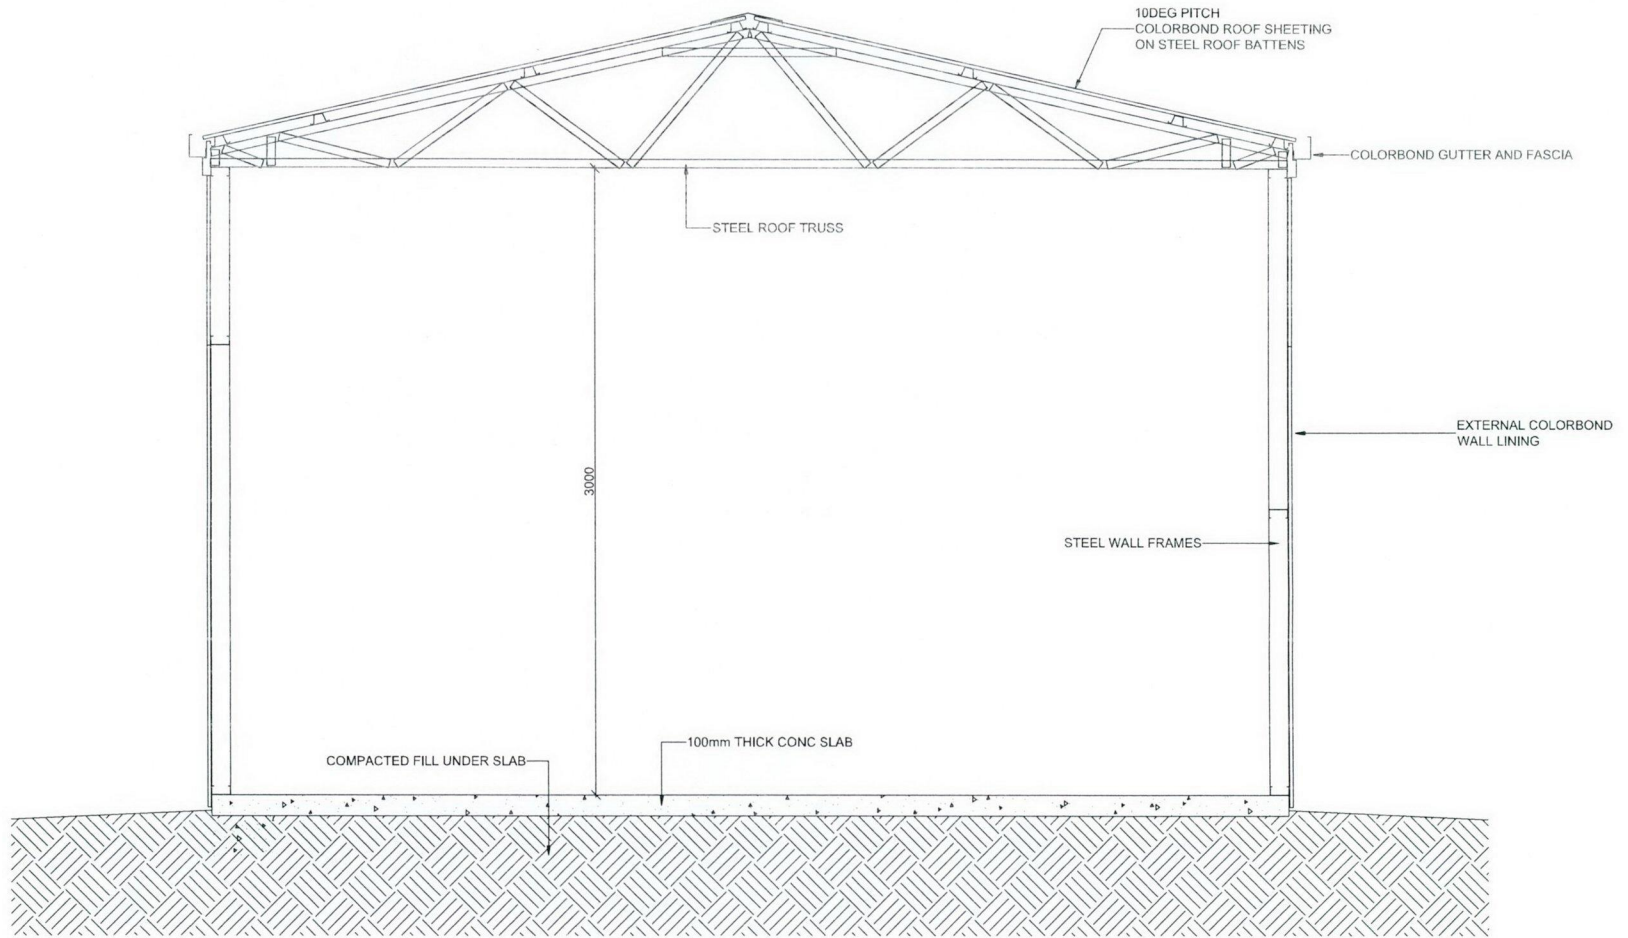 10DEG PITCH
COLORBOND ROOF SHEETING
ON STEEL ROOF BATTENS
COLORBOND GUTTER AND FASCIA
STEEL ROOF TRUSS
EXTERNAL COLORBOND
WALL LINING
3000
STEEL WALL FRAMES
100mm THICK CONC SLAB
COMPACTED FILL UNDER SLAB